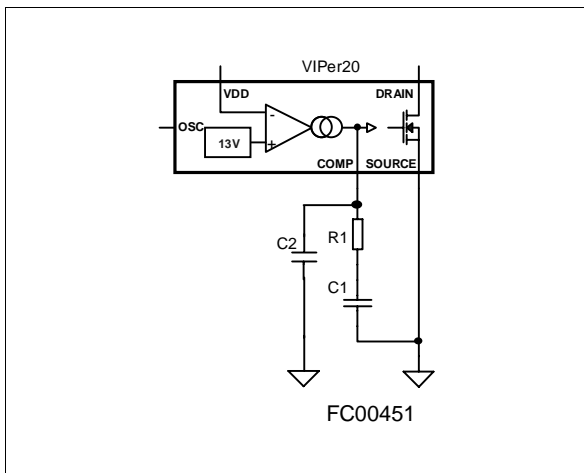 VIPer20
VDD
DRAIN
OSC
-
13V
+
COMP
SOURCE
C2
R1
C1
FC00451